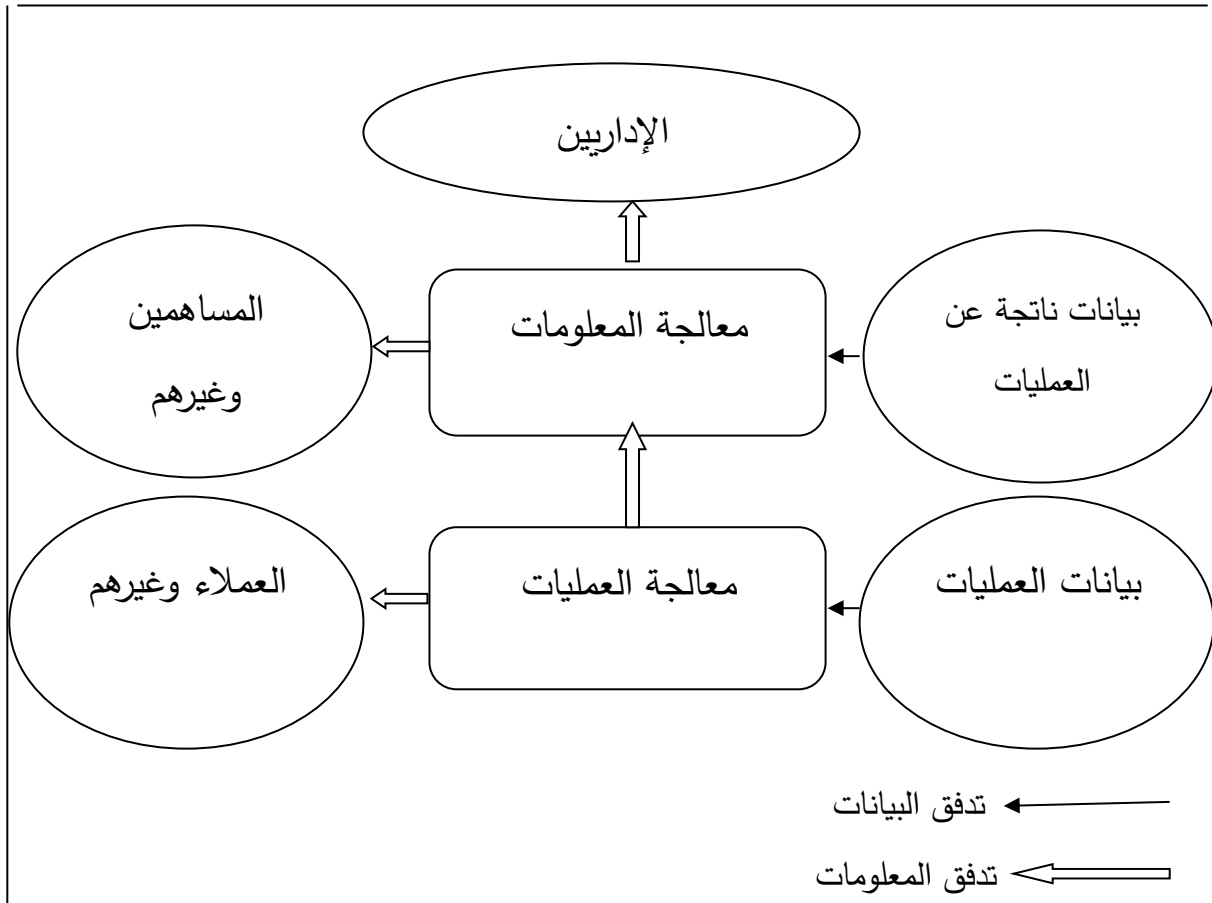 الإداريين
بيانات ناتجة عن
العمليات
معالجة المعلومات
المساهمين
وغيرهم
بيانات العمليات
معالجة العمليات
العملاء وغيرهم
تدفق البيانات
تدفق المعلومات